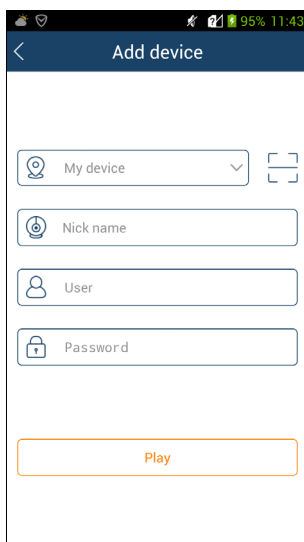 95% 11:43
Add device
My device
Nick name
User
Password
Play